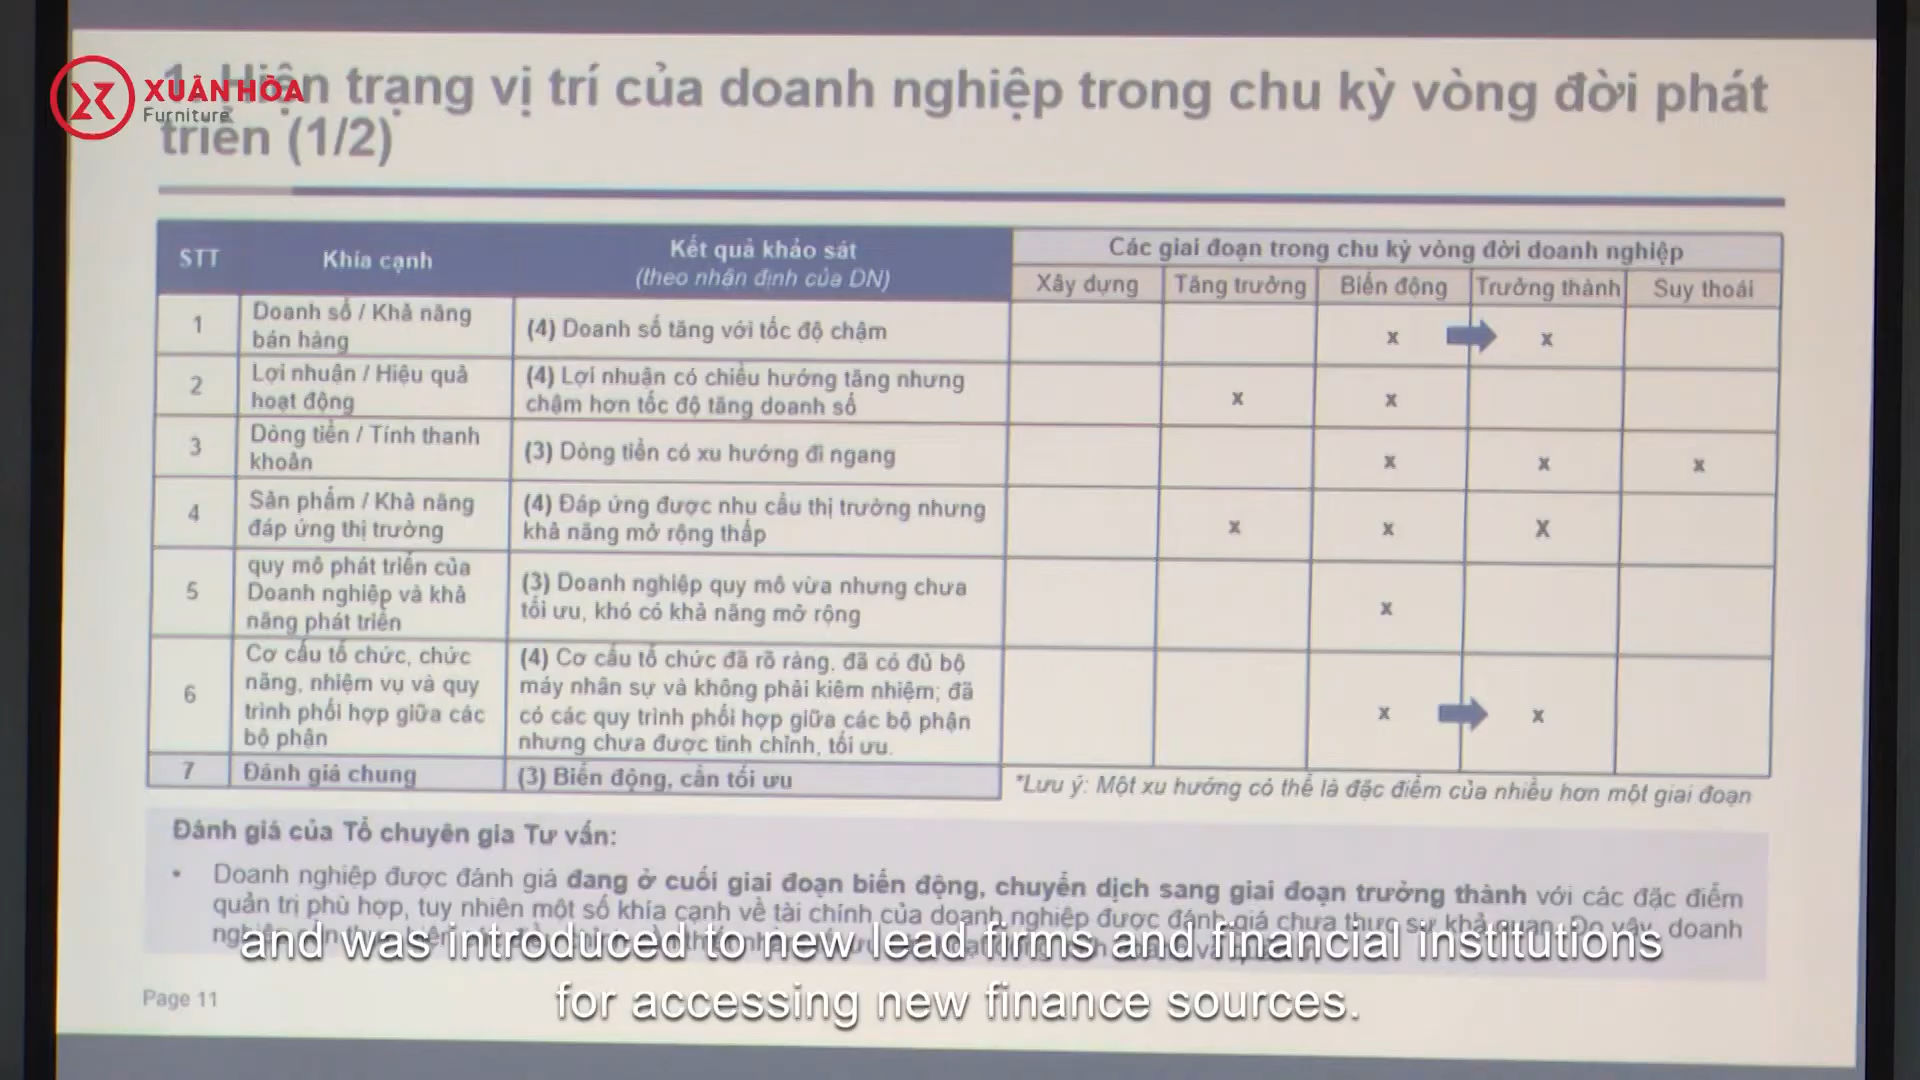 XUÂN HÒA
Furniture
1. Hiện trạng vị trí của doanh nghiệp trong chu kỳ vòng đời phát
triển (1/2)
STT
Khía cạnh
Kết quả khảo sát
(theo nhận định của DN)
Các giai đoạn trong chu kỳ vòng đời doanh nghiệp
Xây dựng
Tăng trưởng
Biến động
Trưởng thành
Suy thoái
1
Doanh số / Khả năng
bán hàng
(4) Doanh số tăng với tốc độ chậm
x
x
2
Lợi nhuận / Hiệu quả
hoạt động
(4) Lợi nhuận có chiều hướng tăng nhưng
chậm hơn tốc độ tăng doanh số
x
x
3
Dòng tiền / Tính thanh
khoản
(3) Dòng tiền có xu hướng đi ngang
x
x
x
4
Sản phẩm / Khả năng
đáp ứng thị trường
(4) Đáp ứng được nhu cầu thị trường nhưng
khả năng mở rộng thấp
x
x
X
5
quy mô phát triển của
Doanh nghiệp và khả
năng phát triển
(3) Doanh nghiệp quy mô vừa nhưng chưa
tối ưu, khó có khả năng mở rộng
x
6
Cơ cấu tổ chức, chức
năng, nhiệm vụ và quy
trình phối hợp giữa các
bộ phận
(4) Cơ cấu tổ chức đã rõ ràng, đã có đủ bộ
máy nhân sự và không phải kiêm nhiệm; đã
có các quy trình phối hợp giữa các bộ phận
nhưng chưa được tinh chỉnh, tối ưu.
x
x
7
Đánh giá chung
(3) Biến động, cần tối ưu
*Lưu ý: Một xu hướng có thể là đặc điểm của nhiều hơn một giai đoạn
Đánh giá của Tổ chuyên gia Tư vấn:
• Doanh nghiệp được đánh giá đang ở cuối giai đoạn biến động, chuyển dịch sang giai đoạn trưởng thành với các đặc điểm
quản trị phù hợp, tuy nhiên một số khía cạnh về tài chính của doanh nghiệp được đánh giá chưa thực sự khả quan. Do vậy, doanh
and was introduced to new lead firms and financial institutions
for accessing new finance sources.
Page 11